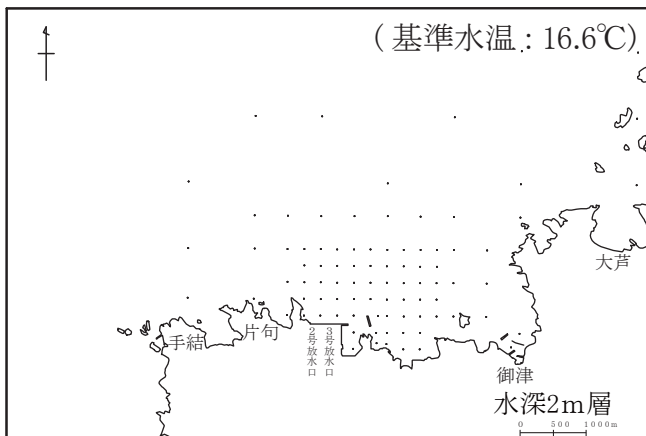 (基準水温：16.6℃)
大芦
手結
片句
2号放水口
3号放水口
御津
水深2m層
0 500 1000m